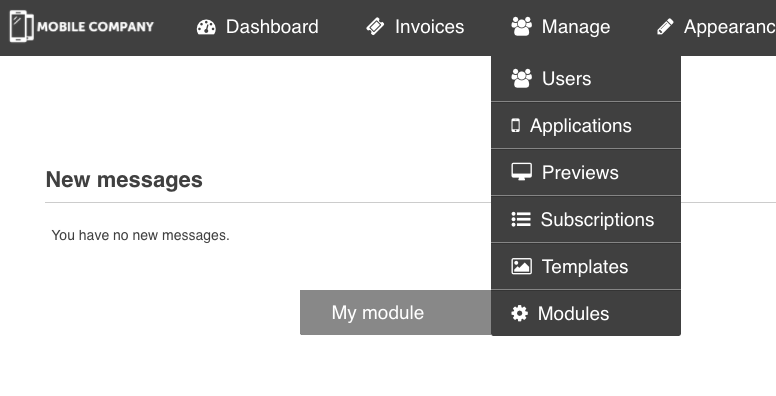 MOBILE COMPANY Dashboard Invoices Manage Appearanc
Users
Applications
Previews
New messages
Subscriptions
You have no new messages.
Templates
My module Modules